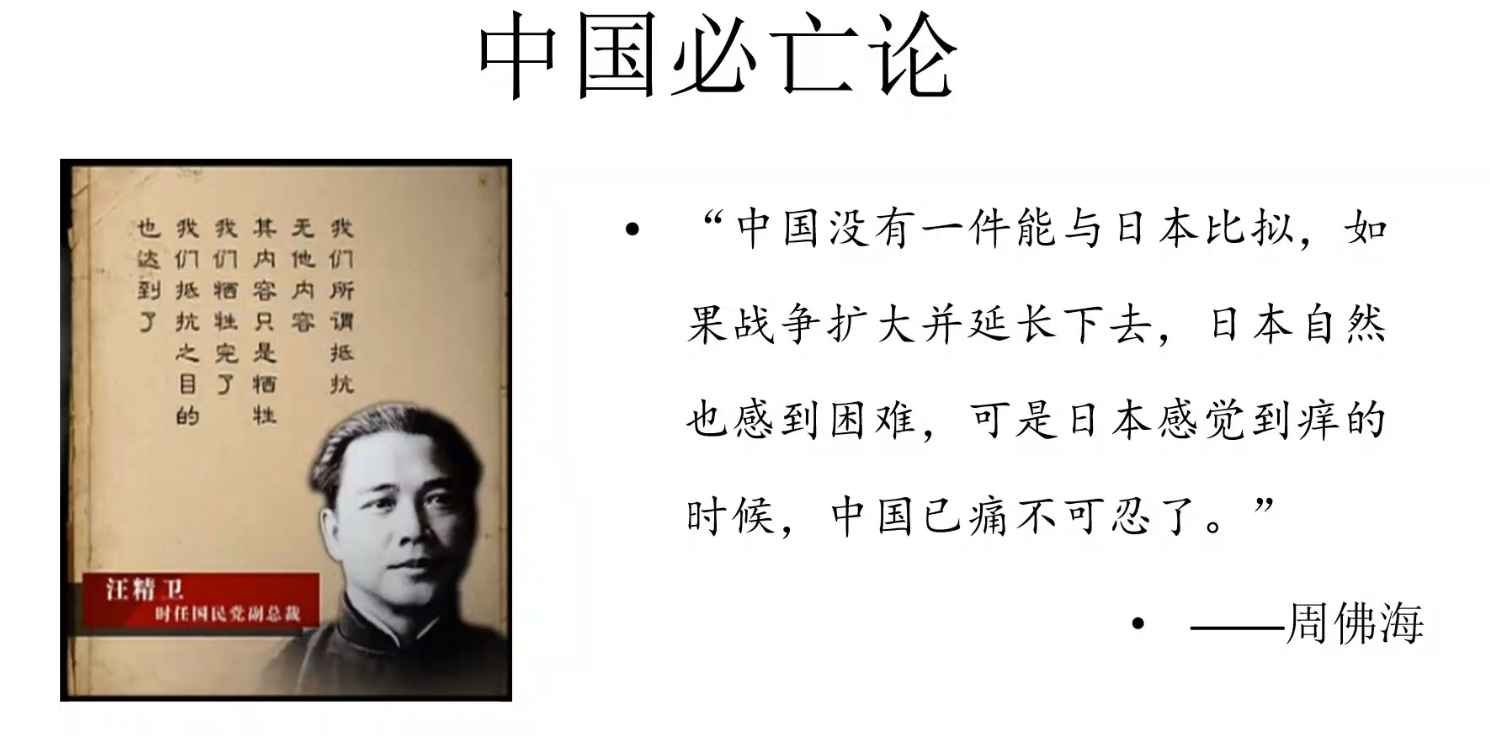 中国必亡论
我们所谓抵抗
无他内容
其内容只是牺牲
我们牺牲完了
我们抵抗之目的
也达到了
汪精卫
时任国民党副总裁
• “中国没有一件能与日本比拟，如
果战争扩大并延长下去，日本自然
也感到困难，可是日本感觉到痒的
时候，中国已痛不可忍了。”
• ——周佛海